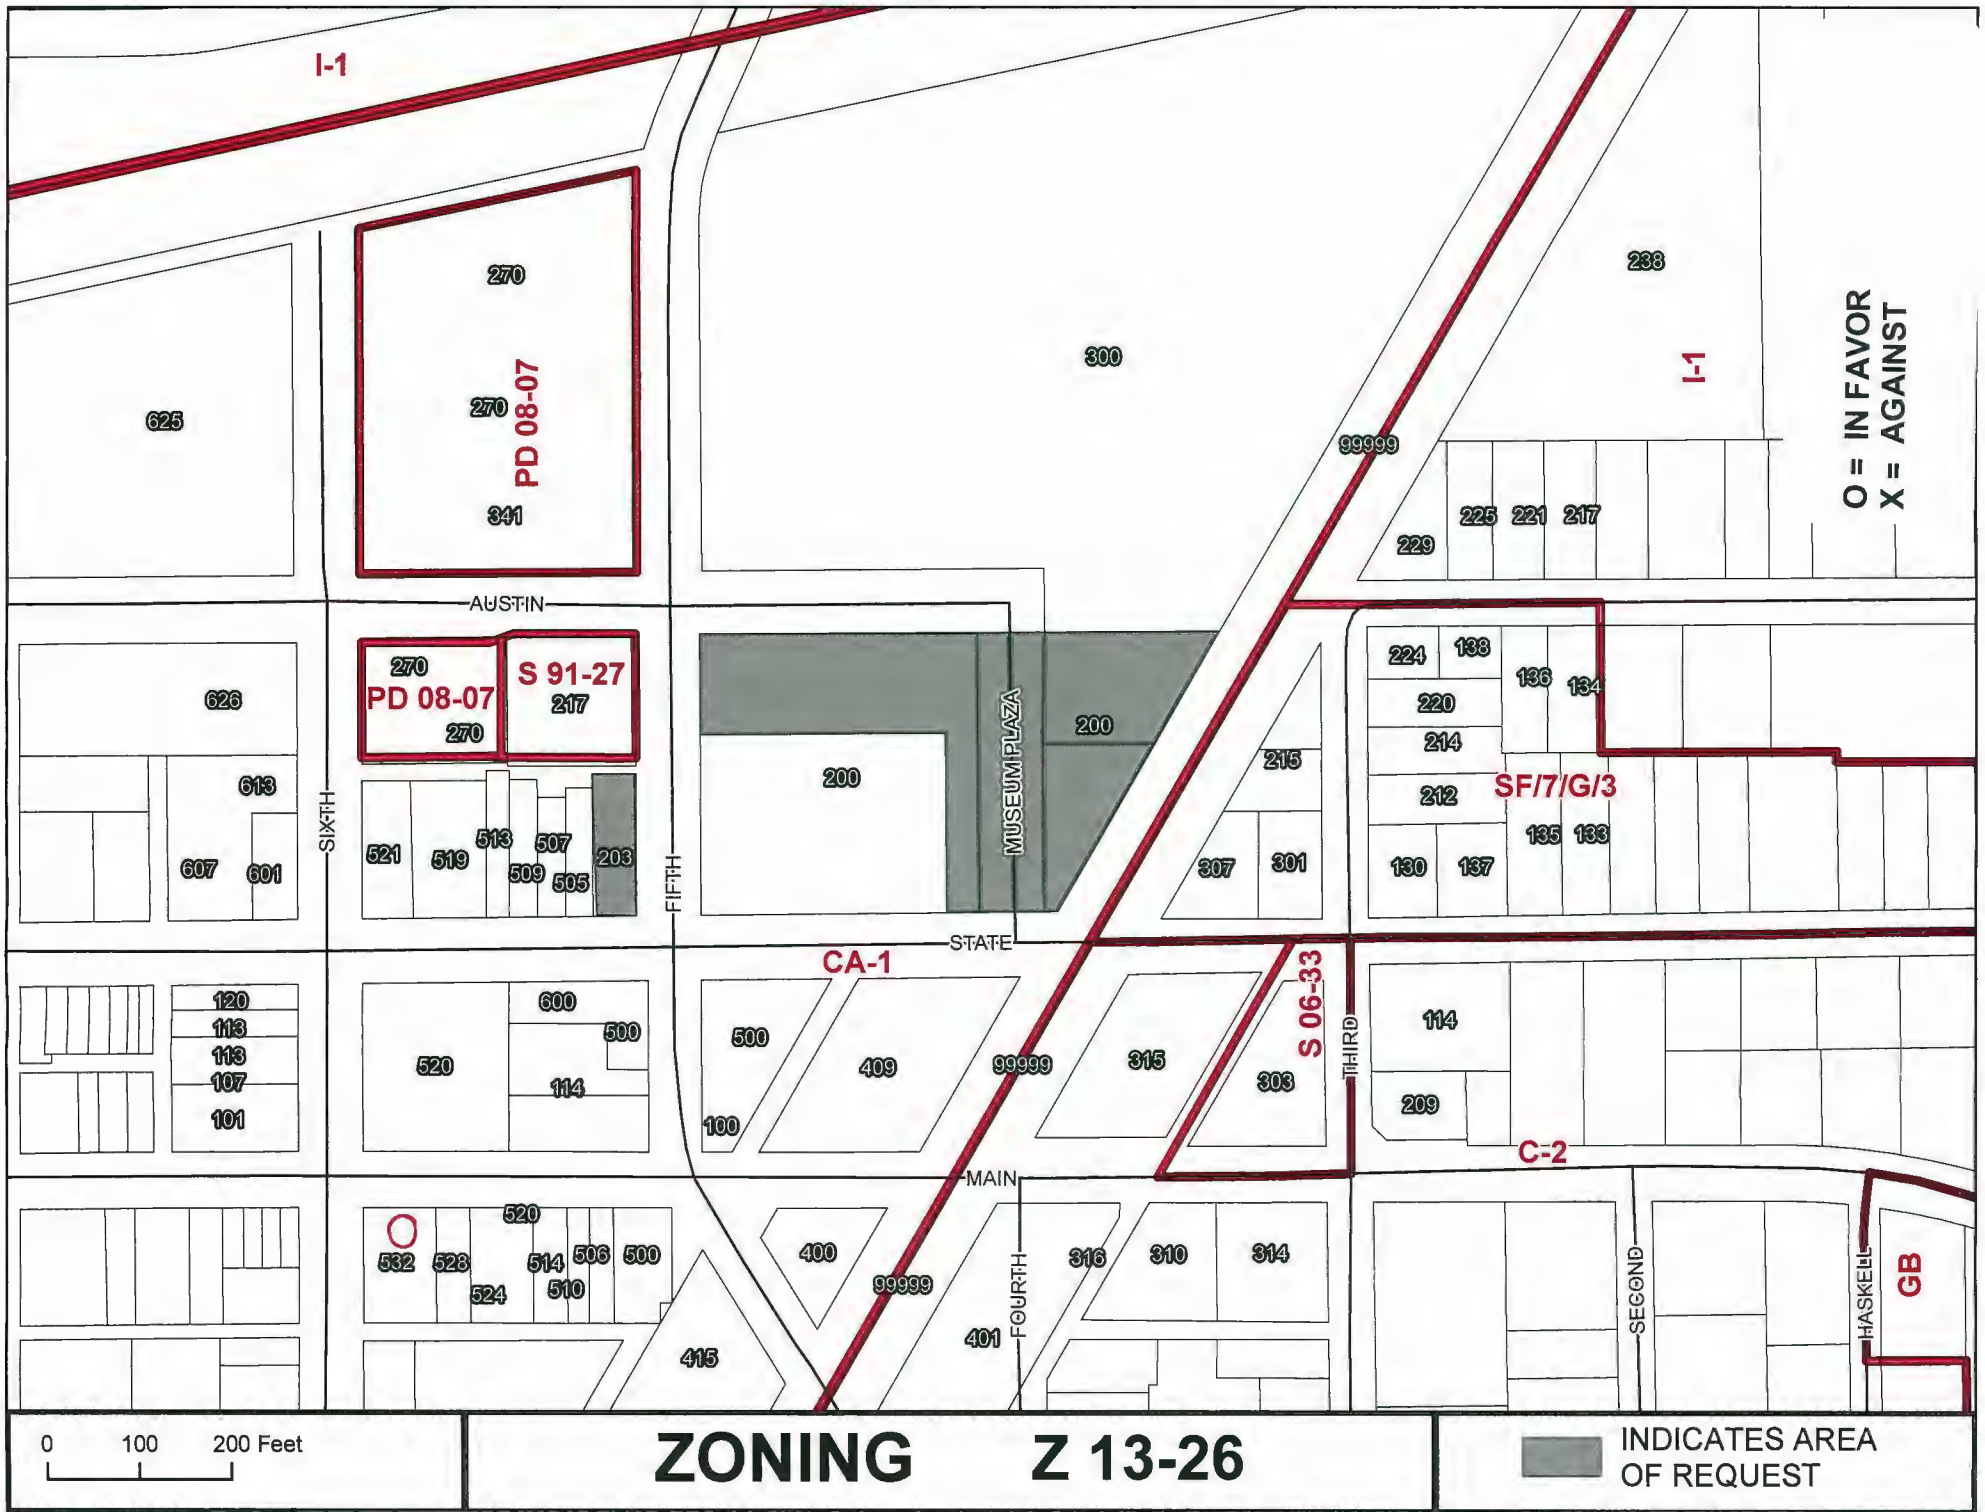 I-1
270
238
O = IN FAVOR
X = AGAINST
300
I-1
PD 08-07
270
625
99999
341
225
221
217
229
AUSTIN
270
PD 08-07
270
S 91-27
217
626
224
138
136
134
220
214
212
SF/7/G/3
135
133
130
137
MUSEUM PLAZA
200
200
215
307
301
613
607
601
SIXTH
521
519
513
509
507
505
203
FIFTH
STATE
CA-1
S 06-33
THIRD
120
113
113
107
101
520
600
500
114
500
100
409
99999
315
303
114
209
C-2
MAIN
520
532
528
524
514
510
506
500
400
99999
415
401
FOURTH
316
310
314
SECOND
HASKELL
GB
0 100 200 Feet
ZONING Z 13-26
INDICATES AREA
OF REQUEST